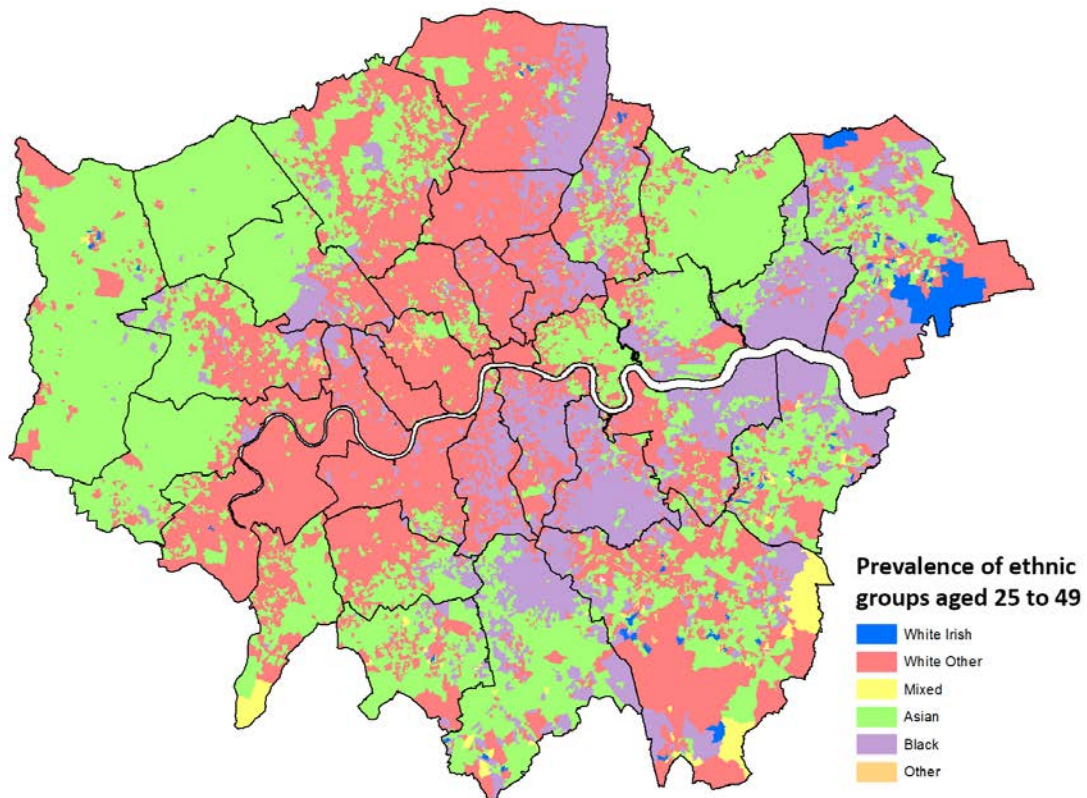 Prevalence of ethnic
groups aged 25 to 49
White Irish
White Other
Mixed
Asian
Black
Other